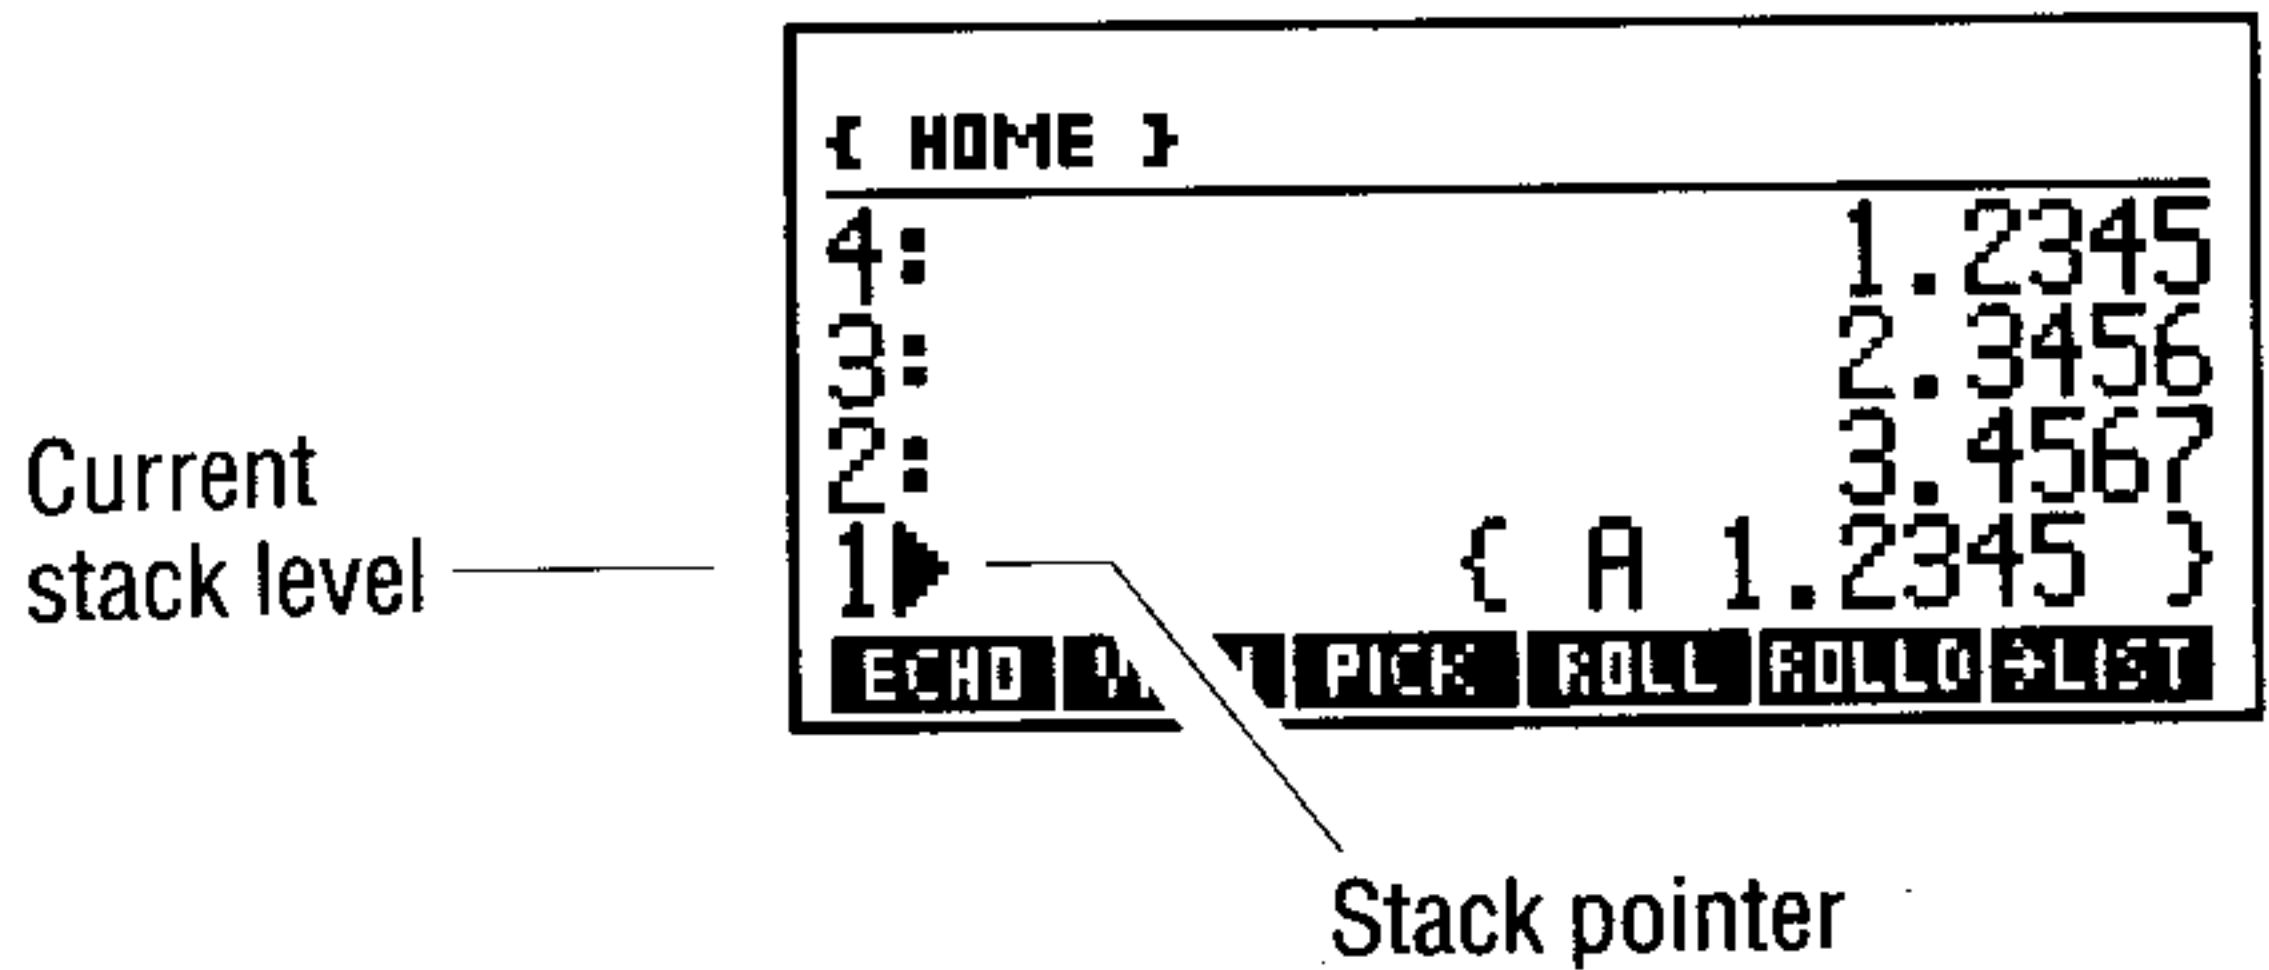 { HOME }
4: 1.2345
3: 2.3456
2: 3.4567
1 { A 1.2345 }
ECHO PICK ROLL ROLLD →LIST
Current
stack level
Stack pointer